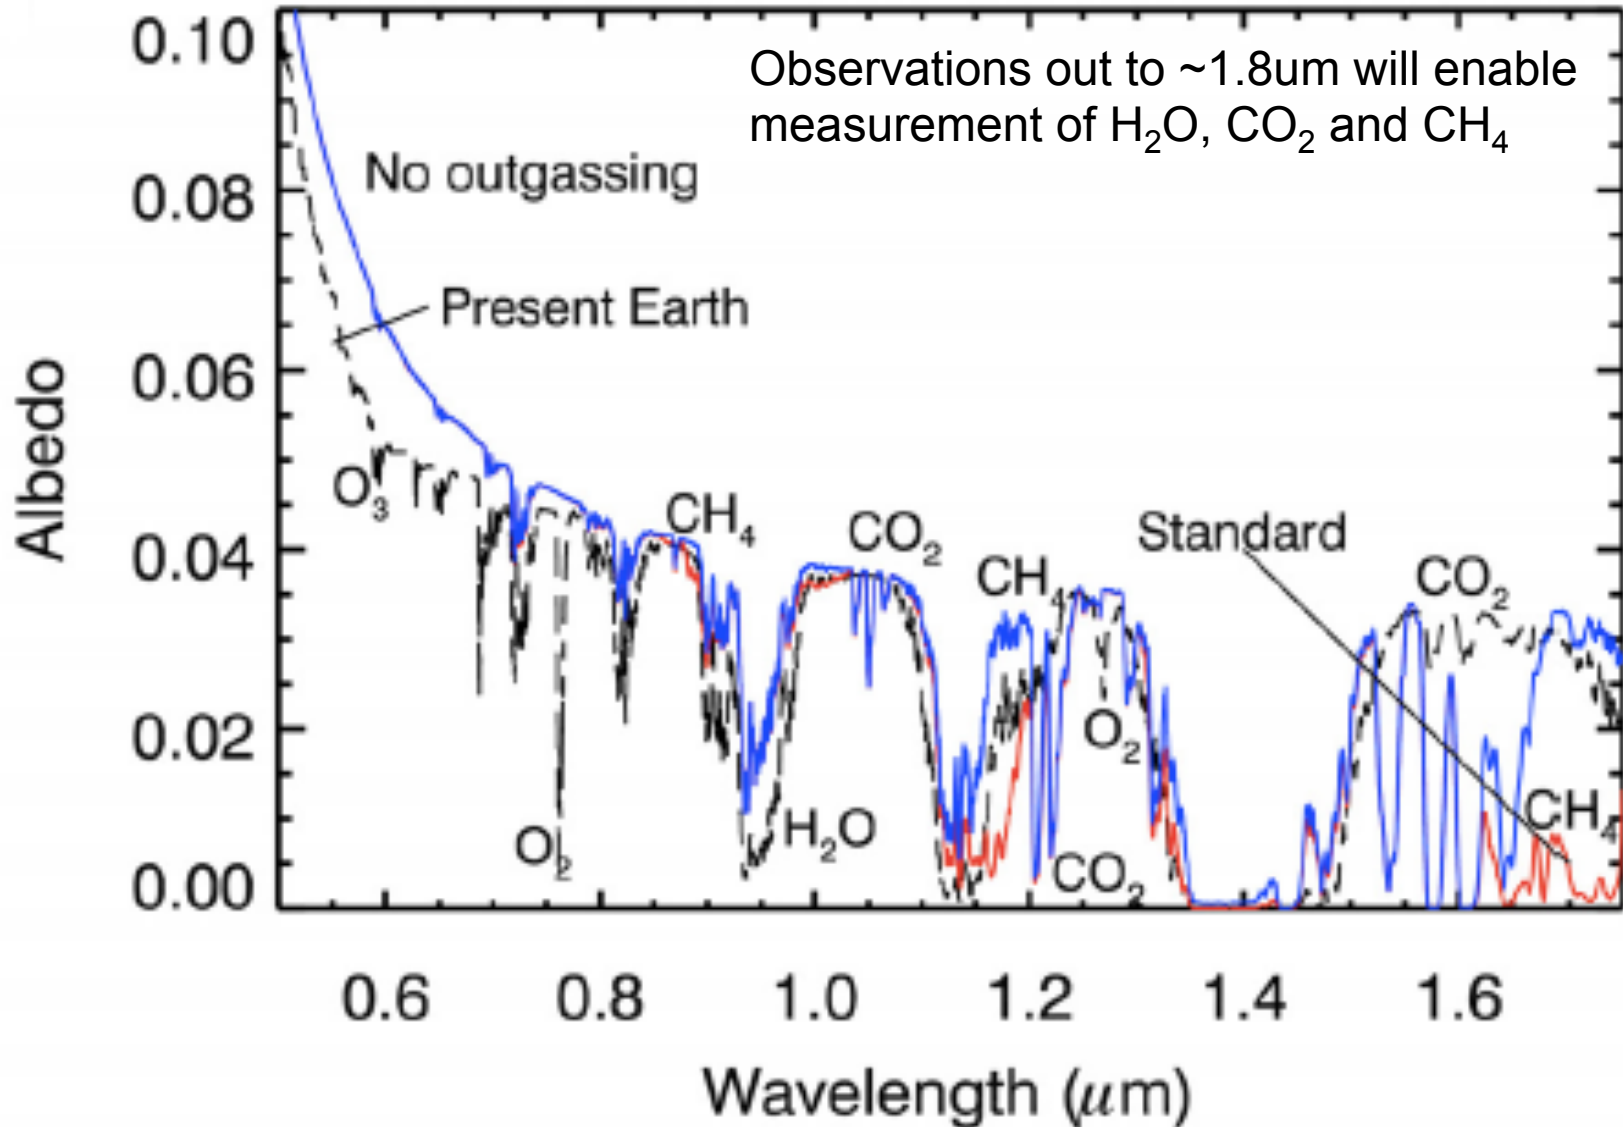 Observations out to ~1.8um will enable
measurement of H₂O, CO₂ and CH₄
No outgassing
Present Earth
Standard
O₃
CH₄
CO₂
CH₄
CO₂
O₂
O₂
H₂O
CO₂
CH₄
Albedo
0.10
0.08
0.06
0.04
0.02
0.00
0.6 0.8 1.0 1.2 1.4 1.6
Wavelength (μm)